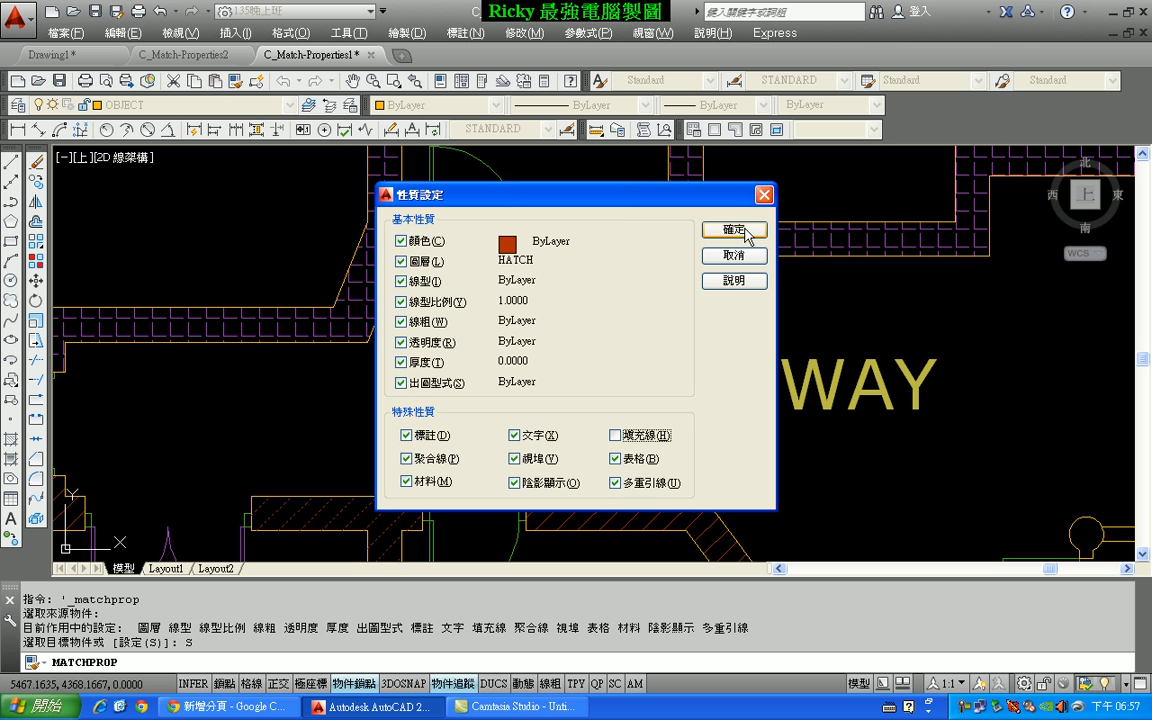 Ricky 最強電腦製圖
鍵入關鍵字或詞組
登入
檔案(F) 編輯(E) 檢視(V) 插入(I) 格式(O) 工具(T) 繪製(D) 標註(N) 修改(M) 參數式(P) 視窗(W) 說明(H) Express
Drawing1* C_Match-Properties2 C_Match-Properties1*
Standard STANDARD Standard Standard
OBJECT ByLayer ByLayer ByLayer ByLayer
STANDARD
[−][上][2D 線架構]
北
西 上 東
南
WCS
性質設定
基本性質
顏色(C) ByLayer
圖層(L) HATCH
線型(I) ByLayer
線型比例(Y) 1.0000
線粗(W) ByLayer
透明度(R) ByLayer
厚度(T) 0.0000
出圖型式(S) ByLayer
確定
取消
說明
特殊性質
標註(D) 文字(X) 填充線(H)
聚合線(P) 視埠(V) 表格(B)
材料(M) 陰影顯示(O) 多重引線(U)
WAY
Y
X
模型 Layout1 Layout2
指令: '_matchprop
選取來源物件:
目前作用中的設定: 圖層 線型 線型比例 線粗 透明度 厚度 出圖型式 標註 文字 填充線 聚合線 視埠 表格 材料 陰影顯示 多重引線
選取目標物件或 [設定(S)]: S
MATCHPROP
5467.1635, 4368.1667, 0.0000 INFER 鎖點 格線 正交 極座標 物件鎖點 3DOSNAP 物件追蹤 DUCS 動態 線粗 TPY QP SC AM 模型 1:1
開始 新增分頁 - Google C... Autodesk AutoCAD 2... Camtasia Studio - Unti... 下午 06:57